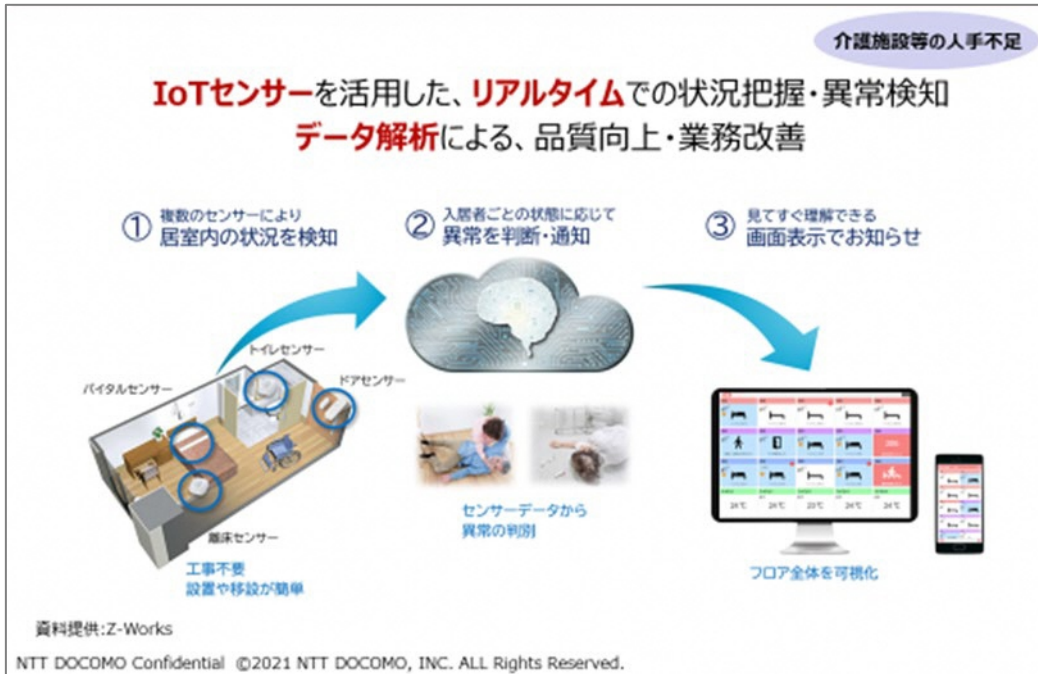 介護施設等の人手不足
IoTセンサーを活用した、リアルタイムでの状況把握・異常検知
データ解析による、品質向上・業務改善
① 複数のセンサーにより
居室内の状況を検知
② 入居者ごとの状態に応じて
異常を判断・通知
③ 見てすぐ理解できる
画面表示でお知らせ
トイレセンサー
バイタルセンサー
ドアセンサー
離床センサー
工事不要
設置や移設が簡単
センサーデータから
異常の判別
24℃ 24℃ 23℃ 24℃ 24℃
フロア全体を可視化
資料提供:Z-Works
NTT DOCOMO Confidential ©2021 NTT DOCOMO, INC. ALL Rights Reserved.